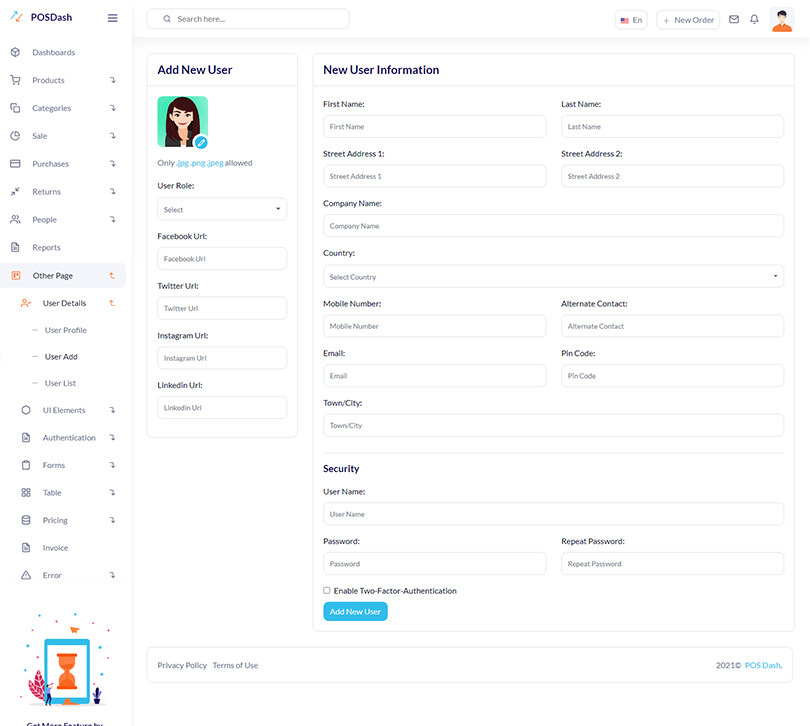 POSDash
Search here...
En
+ New Order
Dashboards
Products
Categories
Sale
Purchases
Returns
People
Reports
Other Page
User Details
User Profile
User Add
User List
UI Elements
Authentication
Forms
Table
Pricing
Invoice
Error
Get More Feature by
Add New User
Only .jpg .png .jpeg allowed
User Role:
Select
Facebook Url:
Facebook Url
Twitter Url:
Twitter Url
Instagram Url:
Instagram Url
Linkedin Url:
Linkedin Url
New User Information
First Name: Last Name:
First Name Last Name
Street Address 1: Street Address 2:
Street Address 1 Street Address 2
Company Name:
Company Name
Country:
Select Country
Mobile Number: Alternate Contact:
Mobile Number Alternate Contact
Email: Pin Code:
Email Pin Code
Town/City:
Town/City
Security
User Name:
User Name
Password: Repeat Password:
Password Repeat Password
Enable Two-Factor-Authentication
Add New User
Privacy Policy Terms of Use 2021© POS Dash.